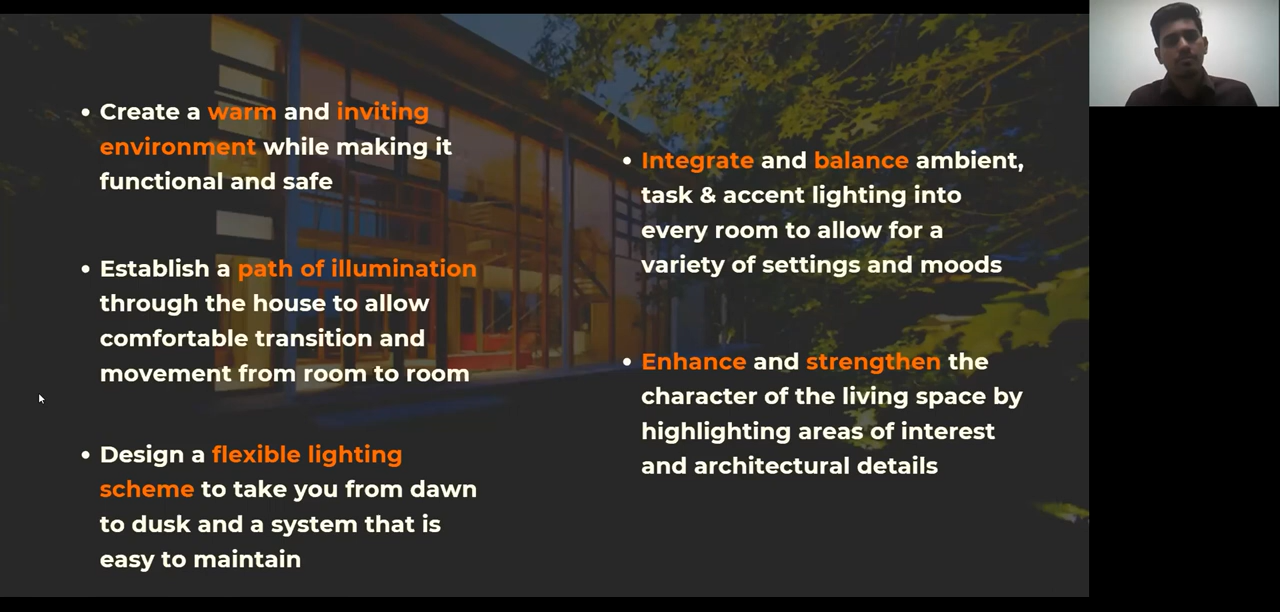 • Create a warm and inviting
environment while making it
functional and safe
• Establish a path of illumination
through the house to allow
comfortable transition and
movement from room to room
• Design a flexible lighting
scheme to take you from dawn
to dusk and a system that is
easy to maintain
• Integrate and balance ambient,
task & accent lighting into
every room to allow for a
variety of settings and moods
• Enhance and strengthen the
character of the living space by
highlighting areas of interest
and architectural details